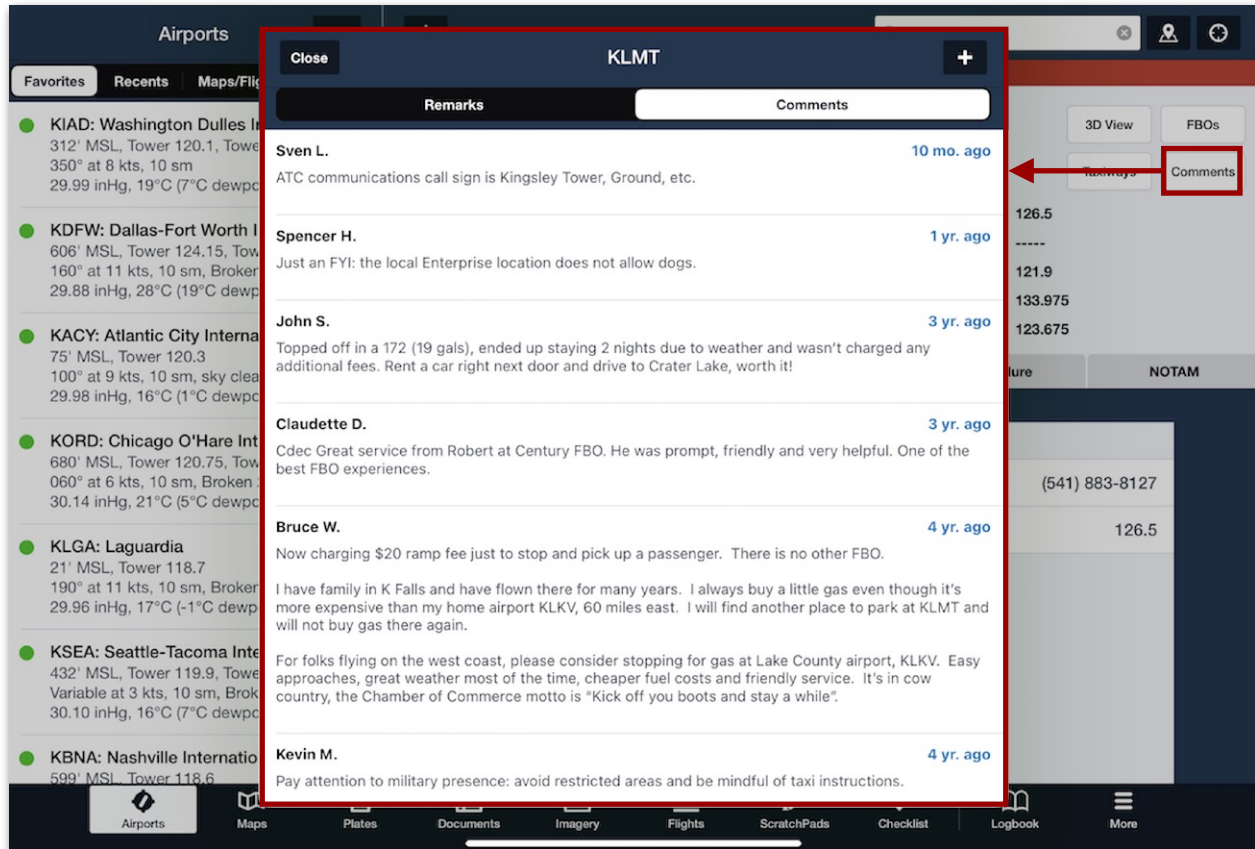 Airports
Favorites Recents Maps/Flig
KIAD: Washington Dulles In
312' MSL, Tower 120.1, Towe
350° at 8 kts, 10 sm
29.99 inHg, 19°C (7°C dewpo
KDFW: Dallas-Fort Worth I
606' MSL, Tower 124.15, Tow
160° at 11 kts, 10 sm, Broken
29.88 inHg, 28°C (19°C dewp
KACY: Atlantic City Interna
75' MSL, Tower 120.3
100° at 9 kts, 10 sm, sky clea
29.98 inHg, 16°C (1°C dewpo
KORD: Chicago O'Hare Int
680' MSL, Tower 120.75, Tow
060° at 6 kts, 10 sm, Broken
30.14 inHg, 21°C (5°C dewpo
KLGA: Laguardia
21' MSL, Tower 118.7
190° at 11 kts, 10 sm, Broker
29.96 inHg, 17°C (-1°C dewp
KSEA: Seattle-Tacoma Inte
432' MSL, Tower 119.9, Towe
Variable at 3 kts, 10 sm, Brok
30.10 inHg, 16°C (7°C dewpo
KBNA: Nashville Internatio
599' MSL, Tower 118.6
Close KLMT +
Remarks Comments
Sven L. 10 mo. ago
ATC communications call sign is Kingsley Tower, Ground, etc.
Spencer H. 1 yr. ago
Just an FYI: the local Enterprise location does not allow dogs.
John S. 3 yr. ago
Topped off in a 172 (19 gals), ended up staying 2 nights due to weather and wasn't charged any
additional fees. Rent a car right next door and drive to Crater Lake, worth it!
Claudette D. 3 yr. ago
Cdec Great service from Robert at Century FBO. He was prompt, friendly and very helpful. One of the
best FBO experiences.
Bruce W. 4 yr. ago
Now charging $20 ramp fee just to stop and pick up a passenger. There is no other FBO.
I have family in K Falls and have flown there for many years. I always buy a little gas even though it's
more expensive than my home airport KLKV, 60 miles east. I will find another place to park at KLMT and
will not buy gas there again.
For folks flying on the west coast, please consider stopping for gas at Lake County airport, KLKV. Easy
approaches, great weather most of the time, cheaper fuel costs and friendly service. It's in cow
country, the Chamber of Commerce motto is "Kick off you boots and stay a while".
Kevin M. 4 yr. ago
Pay attention to military presence: avoid restricted areas and be mindful of taxi instructions.
3D View FBOs
Taxiways Comments
126.5
-----
121.9
133.975
123.675
lure NOTAM
(541) 883-8127
126.5
Airports Maps Plates Documents Imagery Flights ScratchPads Checklist Logbook More